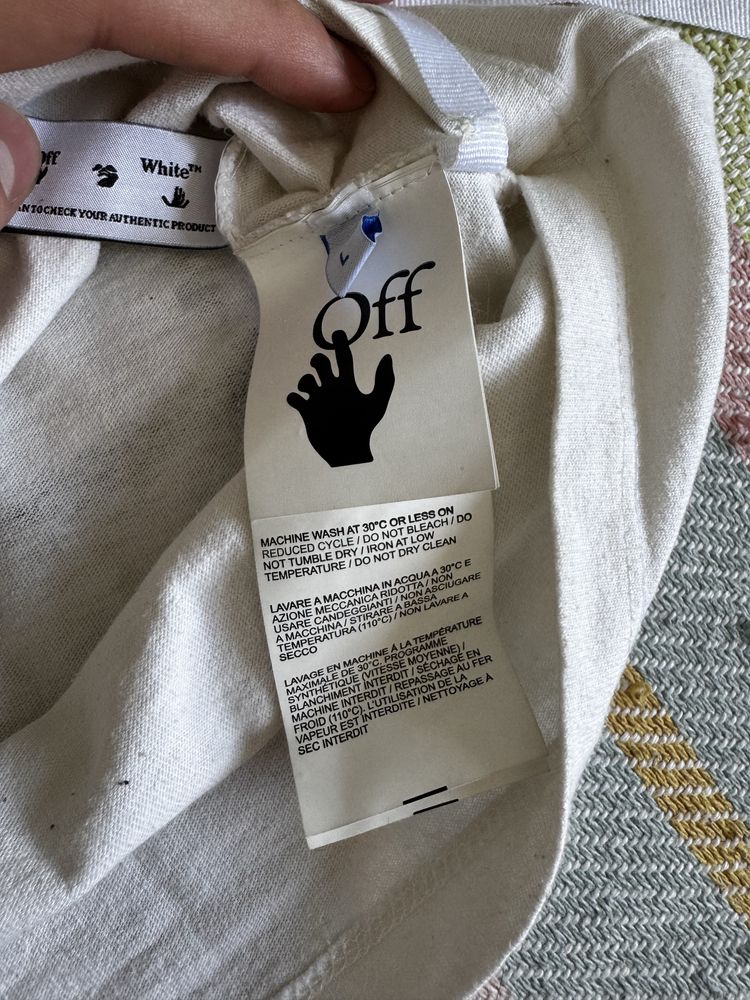 ff
White™
N TO CHECK YOUR AUTHENTIC PRODUCT
Off
MACHINE WASH AT 30°C OR LESS ON
REDUCED CYCLE / DO NOT BLEACH / DO
NOT TUMBLE DRY / IRON AT LOW
TEMPERATURE / DO NOT DRY CLEAN
LAVARE A MACCHINA IN ACQUA A 30°C E
AZIONE MECCANICA RIDOTTA / NON
USARE CANDEGGIANTI / NON ASCIUGARE
A MACCHINA / STIRARE A BASSA
TEMPERATURA (110°C) / NON LAVARE A
SECCO
LAVAGE EN MACHINE Á LA TEMPÉRATURE
MAXIMALE DE 30°C. PROGRAMME
SYNTHÉTIQUE (VITESSE MOYENNE) /
BLANCHIMENT INTERDIT / SÉCHAGE EN
MACHINE INTERDIT / REPASSAGE AU FER
FROID (110°C). L'UTILISATION DE LA
VAPEUR EST INTERDITE / NETTOYAGE À
SEC INTERDIT